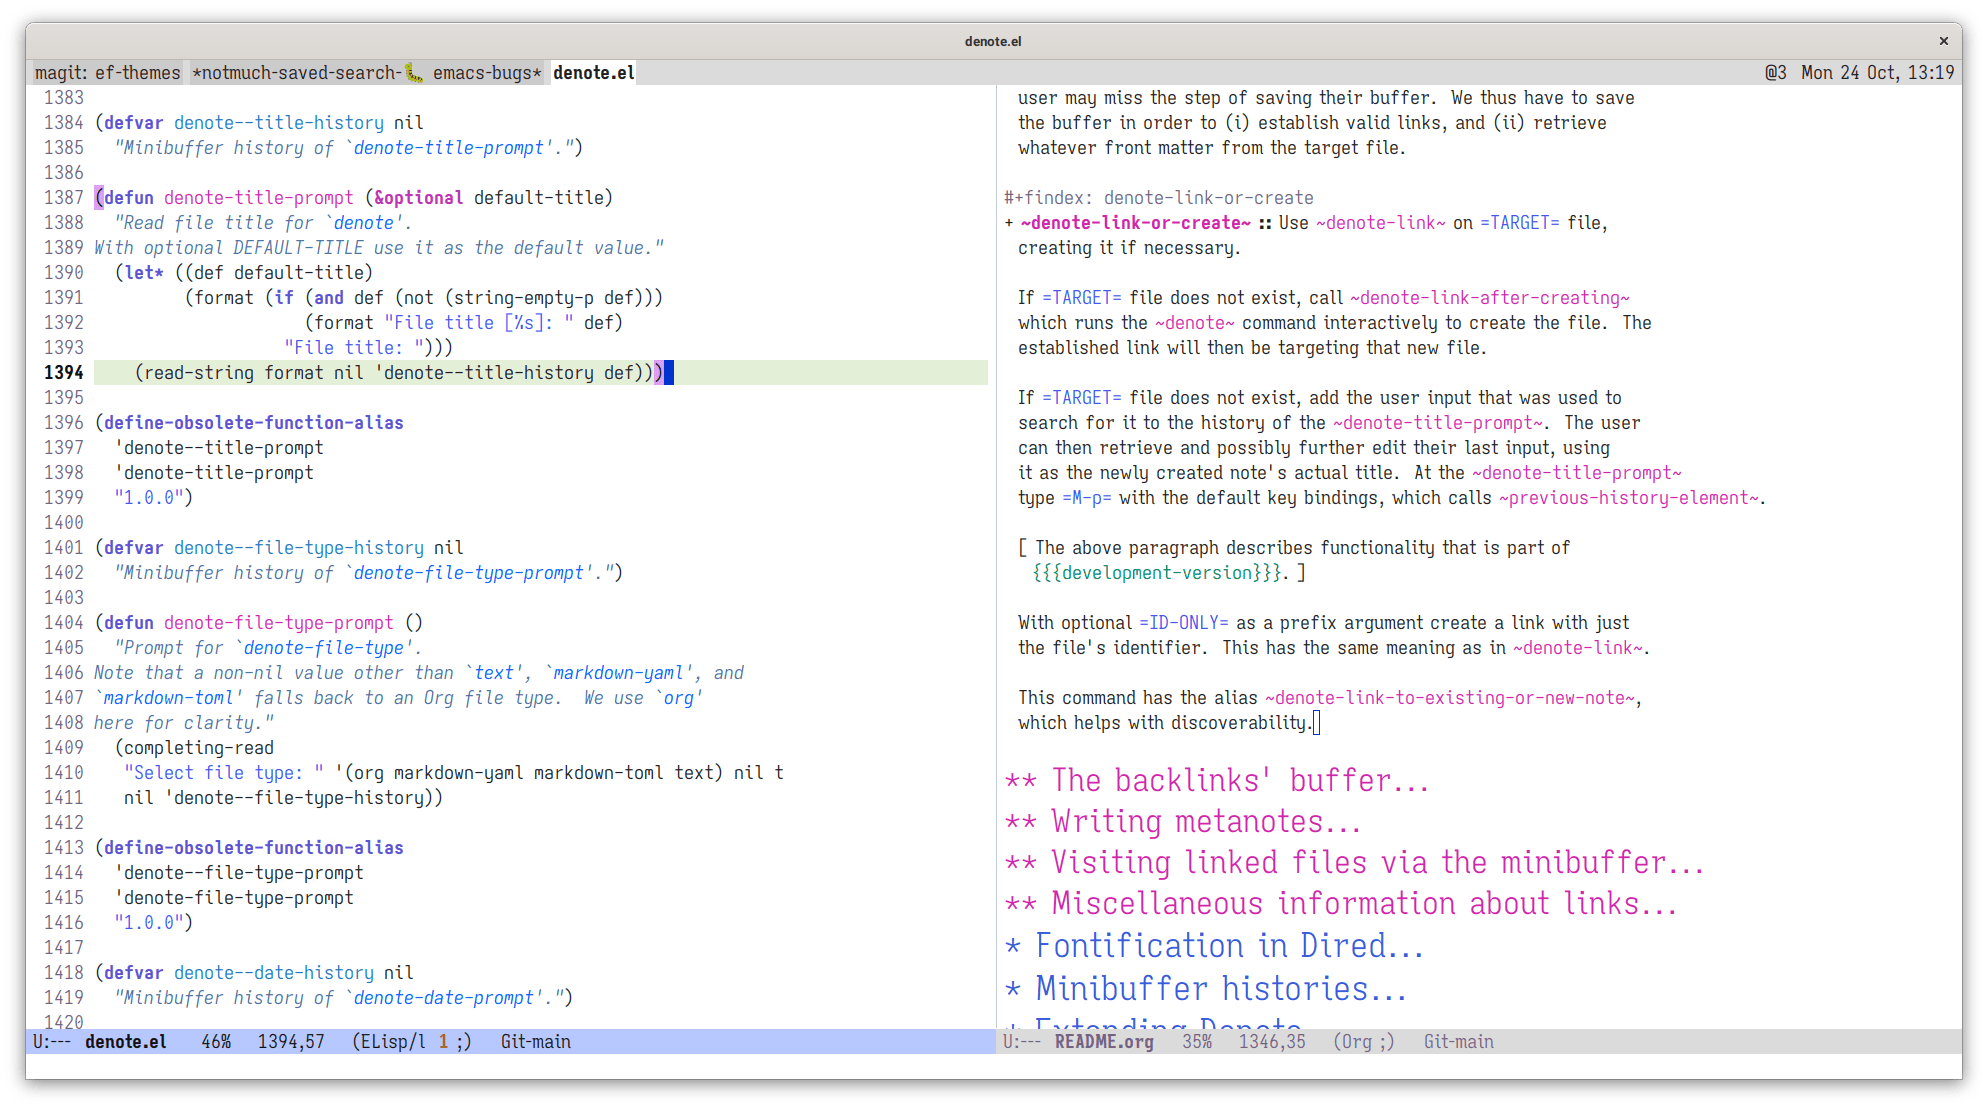 denote.el
×
magit: ef-themes *notmuch-saved-search-🐛 emacs-bugs* denote.el @3 Mon 24 Oct, 13:19
1383
1384 (defvar denote--title-history nil
1385   "Minibuffer history of `denote-title-prompt'.")
1386
1387 (defun denote-title-prompt (&optional default-title)
1388   "Read file title for `denote'.
1389 With optional DEFAULT-TITLE use it as the default value."
1390   (let* ((def default-title)
1391          (format (if (and def (not (string-empty-p def)))
1392                      (format "File title [%s]: " def)
1393                    "File title: ")))
1394     (read-string format nil 'denote--title-history def)))
1395
1396 (define-obsolete-function-alias
1397   'denote--title-prompt
1398   'denote-title-prompt
1399   "1.0.0")
1400
1401 (defvar denote--file-type-history nil
1402   "Minibuffer history of `denote-file-type-prompt'.")
1403
1404 (defun denote-file-type-prompt ()
1405   "Prompt for `denote-file-type'.
1406 Note that a non-nil value other than `text', `markdown-yaml', and
1407 `markdown-toml' falls back to an Org file type.  We use `org'
1408 here for clarity."
1409   (completing-read
1410    "Select file type: " '(org markdown-yaml markdown-toml text) nil t
1411    nil 'denote--file-type-history))
1412
1413 (define-obsolete-function-alias
1414   'denote--file-type-prompt
1415   'denote-file-type-prompt
1416   "1.0.0")
1417
1418 (defvar denote--date-history nil
1419   "Minibuffer history of `denote-date-prompt'.")
1420
U:--- denote.el 46% 1394,57 (ELisp/l 1 ;) Git-main
user may miss the step of saving their buffer.  We thus have to save
the buffer in order to (i) establish valid links, and (ii) retrieve
whatever front matter from the target file.
#+findex: denote-link-or-create
+ ~denote-link-or-create~ :: Use ~denote-link~ on =TARGET= file,
creating it if necessary.
If =TARGET= file does not exist, call ~denote-link-after-creating~
which runs the ~denote~ command interactively to create the file.  The
established link will then be targeting that new file.
If =TARGET= file does not exist, add the user input that was used to
search for it to the history of the ~denote-title-prompt~.  The user
can then retrieve and possibly further edit their last input, using
it as the newly created note's actual title.  At the ~denote-title-prompt~
type =M-p= with the default key bindings, which calls ~previous-history-element~.
[ The above paragraph describes functionality that is part of
{{{development-version}}}. ]
With optional =ID-ONLY= as a prefix argument create a link with just
the file's identifier.  This has the same meaning as in ~denote-link~.
This command has the alias ~denote-link-to-existing-or-new-note~,
which helps with discoverability.
** The backlinks' buffer...
** Writing metanotes...
** Visiting linked files via the minibuffer...
** Miscellaneous information about links...
* Fontification in Dired...
* Minibuffer histories...
* Extending Denote
U:--- README.org 35% 1346,35 (Org ;) Git-main